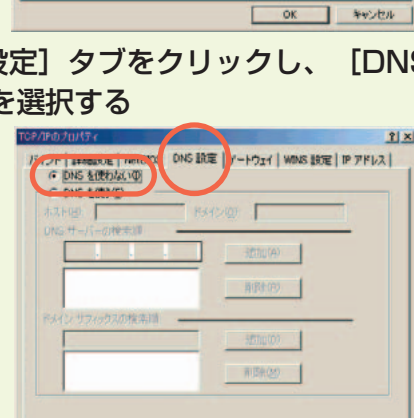 OK キャンセル
設定］タブをクリックし、［DNS
を選択する
TCP/IPのプロパティ
バインド 詳細設定 NetBIOS DNS 設定 ゲートウェイ WINS 設定 IP アドレス
DNS を使わない(I)
DNS を使う(E)
ホスト(H) ドメイン(O)
DNS サーバーの検索順
追加(A)
削除(R)
ドメイン サフィックスの検索順
追加(D)
削除(M)